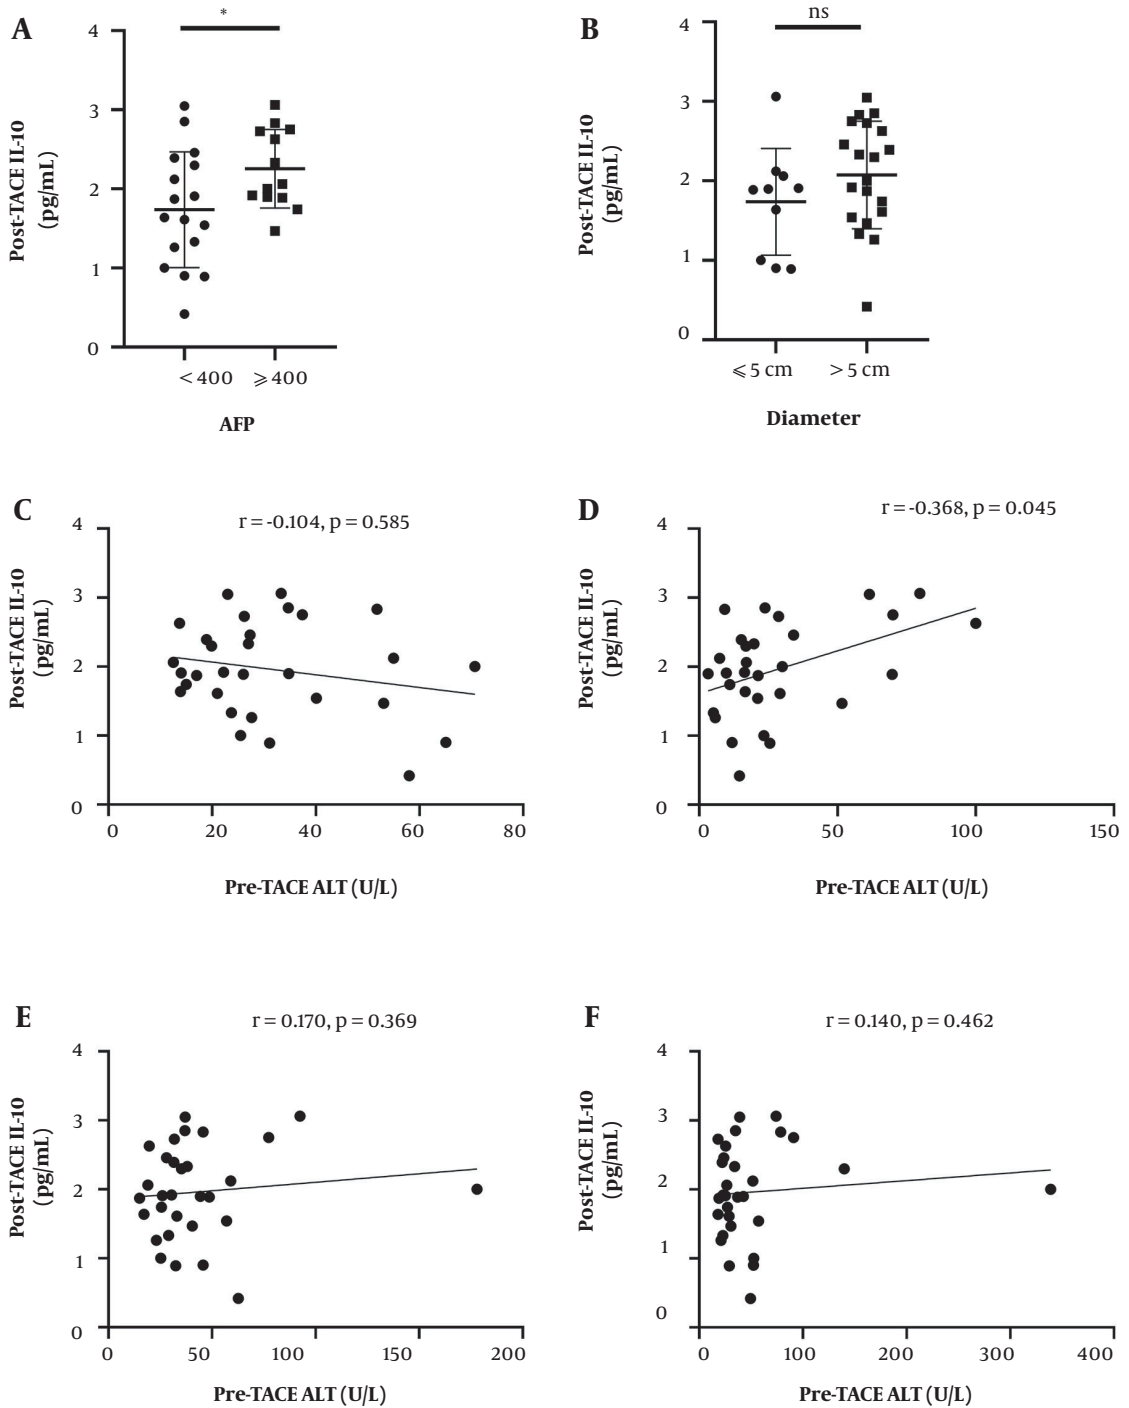 A
*
4
3
2
1
0
Post-TACE IL-10
(pg/mL)
< 400
⩾ 400
AFP
B
ns
4
3
2
1
0
Post-TACE IL-10
(pg/mL)
⩽ 5 cm
> 5 cm
Diameter
C
r = -0.104, p = 0.585
4
3
2
1
0
Post-TACE IL-10
(pg/mL)
0 20 40 60 80
Pre-TACE ALT (U/L)
D
r = -0.368, p = 0.045
4
3
2
1
0
Post-TACE IL-10
(pg/mL)
0 50 100 150
Pre-TACE ALT (U/L)
E
r = 0.170, p = 0.369
4
3
2
1
0
Post-TACE IL-10
(pg/mL)
0 50 100 150 200
Pre-TACE ALT (U/L)
F
r = 0.140, p = 0.462
4
3
2
1
0
Post-TACE IL-10
(pg/mL)
0 100 200 300 400
Pre-TACE ALT (U/L)